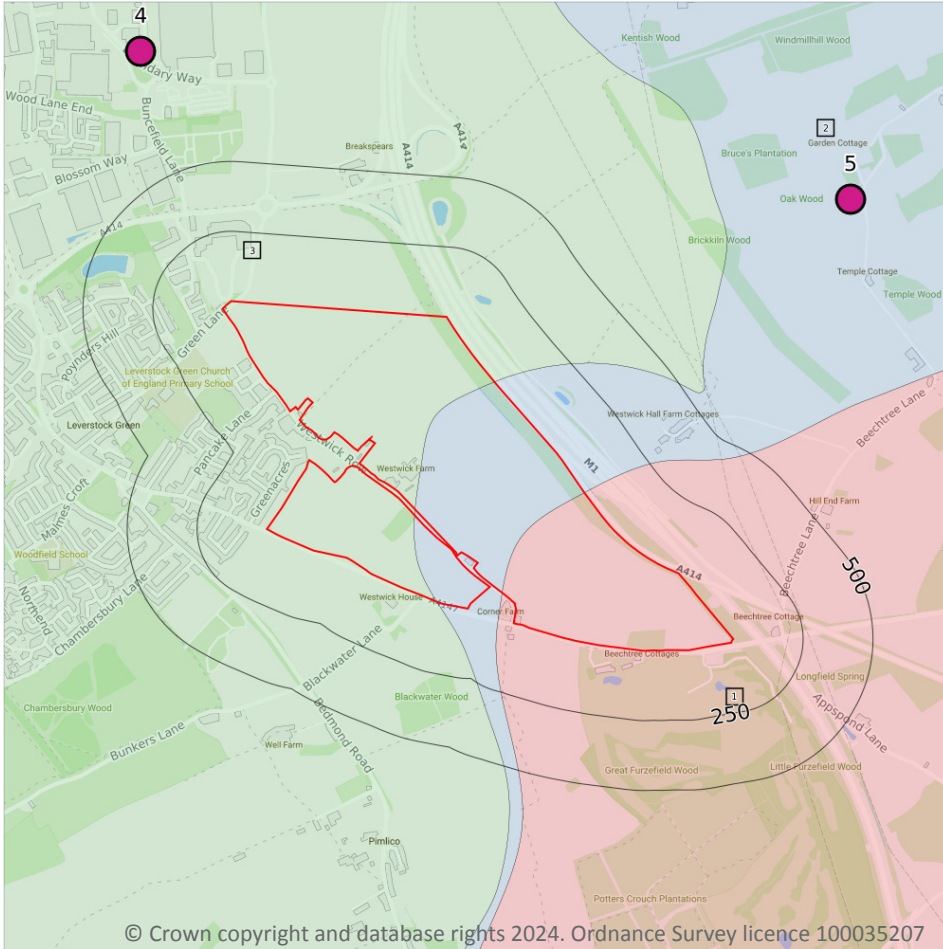 4
Boundary Way
Wood Lane End
Buncefield Lane
Blossom Way
A414
A414
A414
Breakspears
Kentish Wood
Windmillhill Wood
2
Garden Cottage
Bruce's Plantation
5
Oak Wood
Brickkiln Wood
Temple Cottage
Temple Wood
3
Green Lane
Poynders Hill
Leverstock Green Church
of England Primary School
Leverstock Green
Pancake Lane
Westwick Row
Westwick Farm
Greenacres
Westwick Hall Farm Cottages
M1
Beechtree Lane
Hill End Farm
Beechtree Lane
500
Malmes Croft
Woodfield School
Northend
Chambersbury Lane
Westwick House
A4147
Corner Farm
A414
Beechtree Cottage
Beechtree Cottages
Longfield Spring
1
250
Appspond Lane
Blackwater Lane
Blackwater Wood
Chambersbury Wood
Bunkers Lane
Well Farm
Bedmond Road
Great Furzefield Wood
Little Furzefield Wood
Pimlico
Potters Crouch Plantations
© Crown copyright and database rights 2024. Ordnance Survey licence 100035207